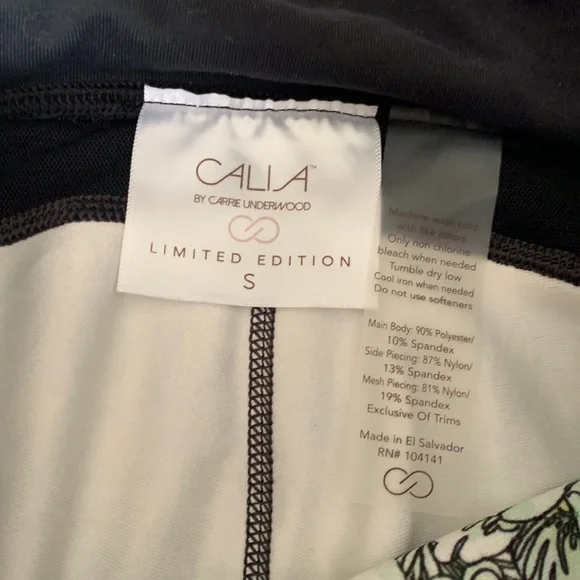 CALIA™
BY CARRIE UNDERWOOD
LIMITED EDITION
S
Machine wash cold
with like colors
Only non chlorine
bleach when needed
Tumble dry low
Cool iron when needed
Do not use softeners
Main Body: 90% Polyester/
10% Spandex
Side Piecing: 87% Nylon/
13% Spandex
Mesh Piecing: 81% Nylon/
19% Spandex
Exclusive Of Trims
Made in El Salvador
RN# 104141